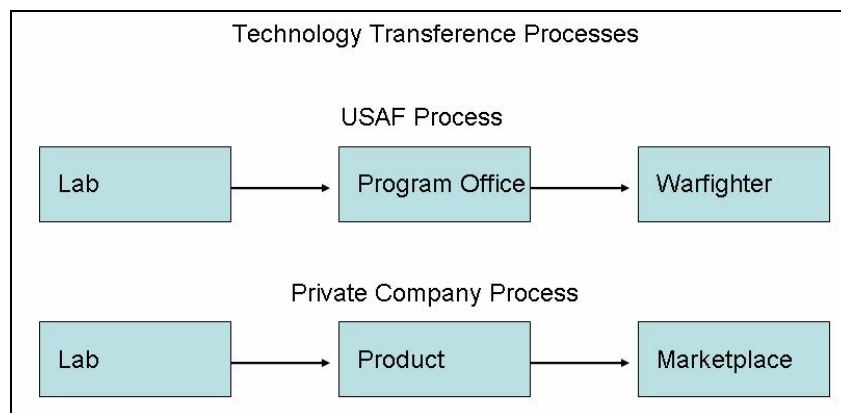 Technology Transference Processes
USAF Process
Lab
Program Office
Warfighter
Private Company Process
Lab
Product
Marketplace